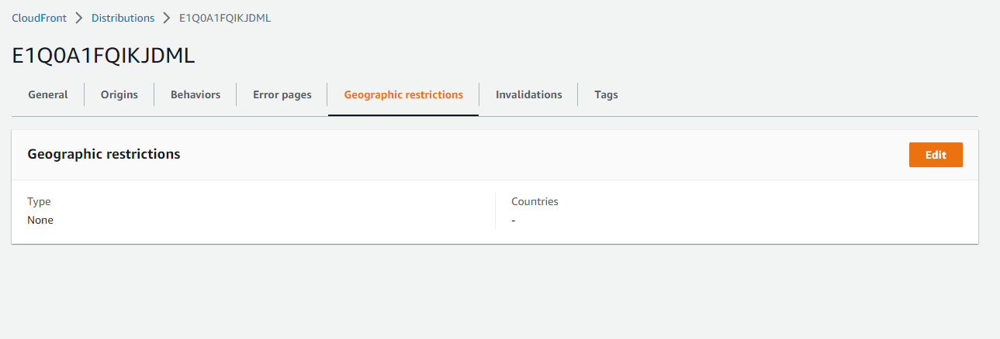 CloudFront > Distributions > E1Q0A1FQIKJDML
E1Q0A1FQIKJDML
General Origins Behaviors Error pages Geographic restrictions Invalidations Tags
Geographic restrictions Edit
Type Countries
None -